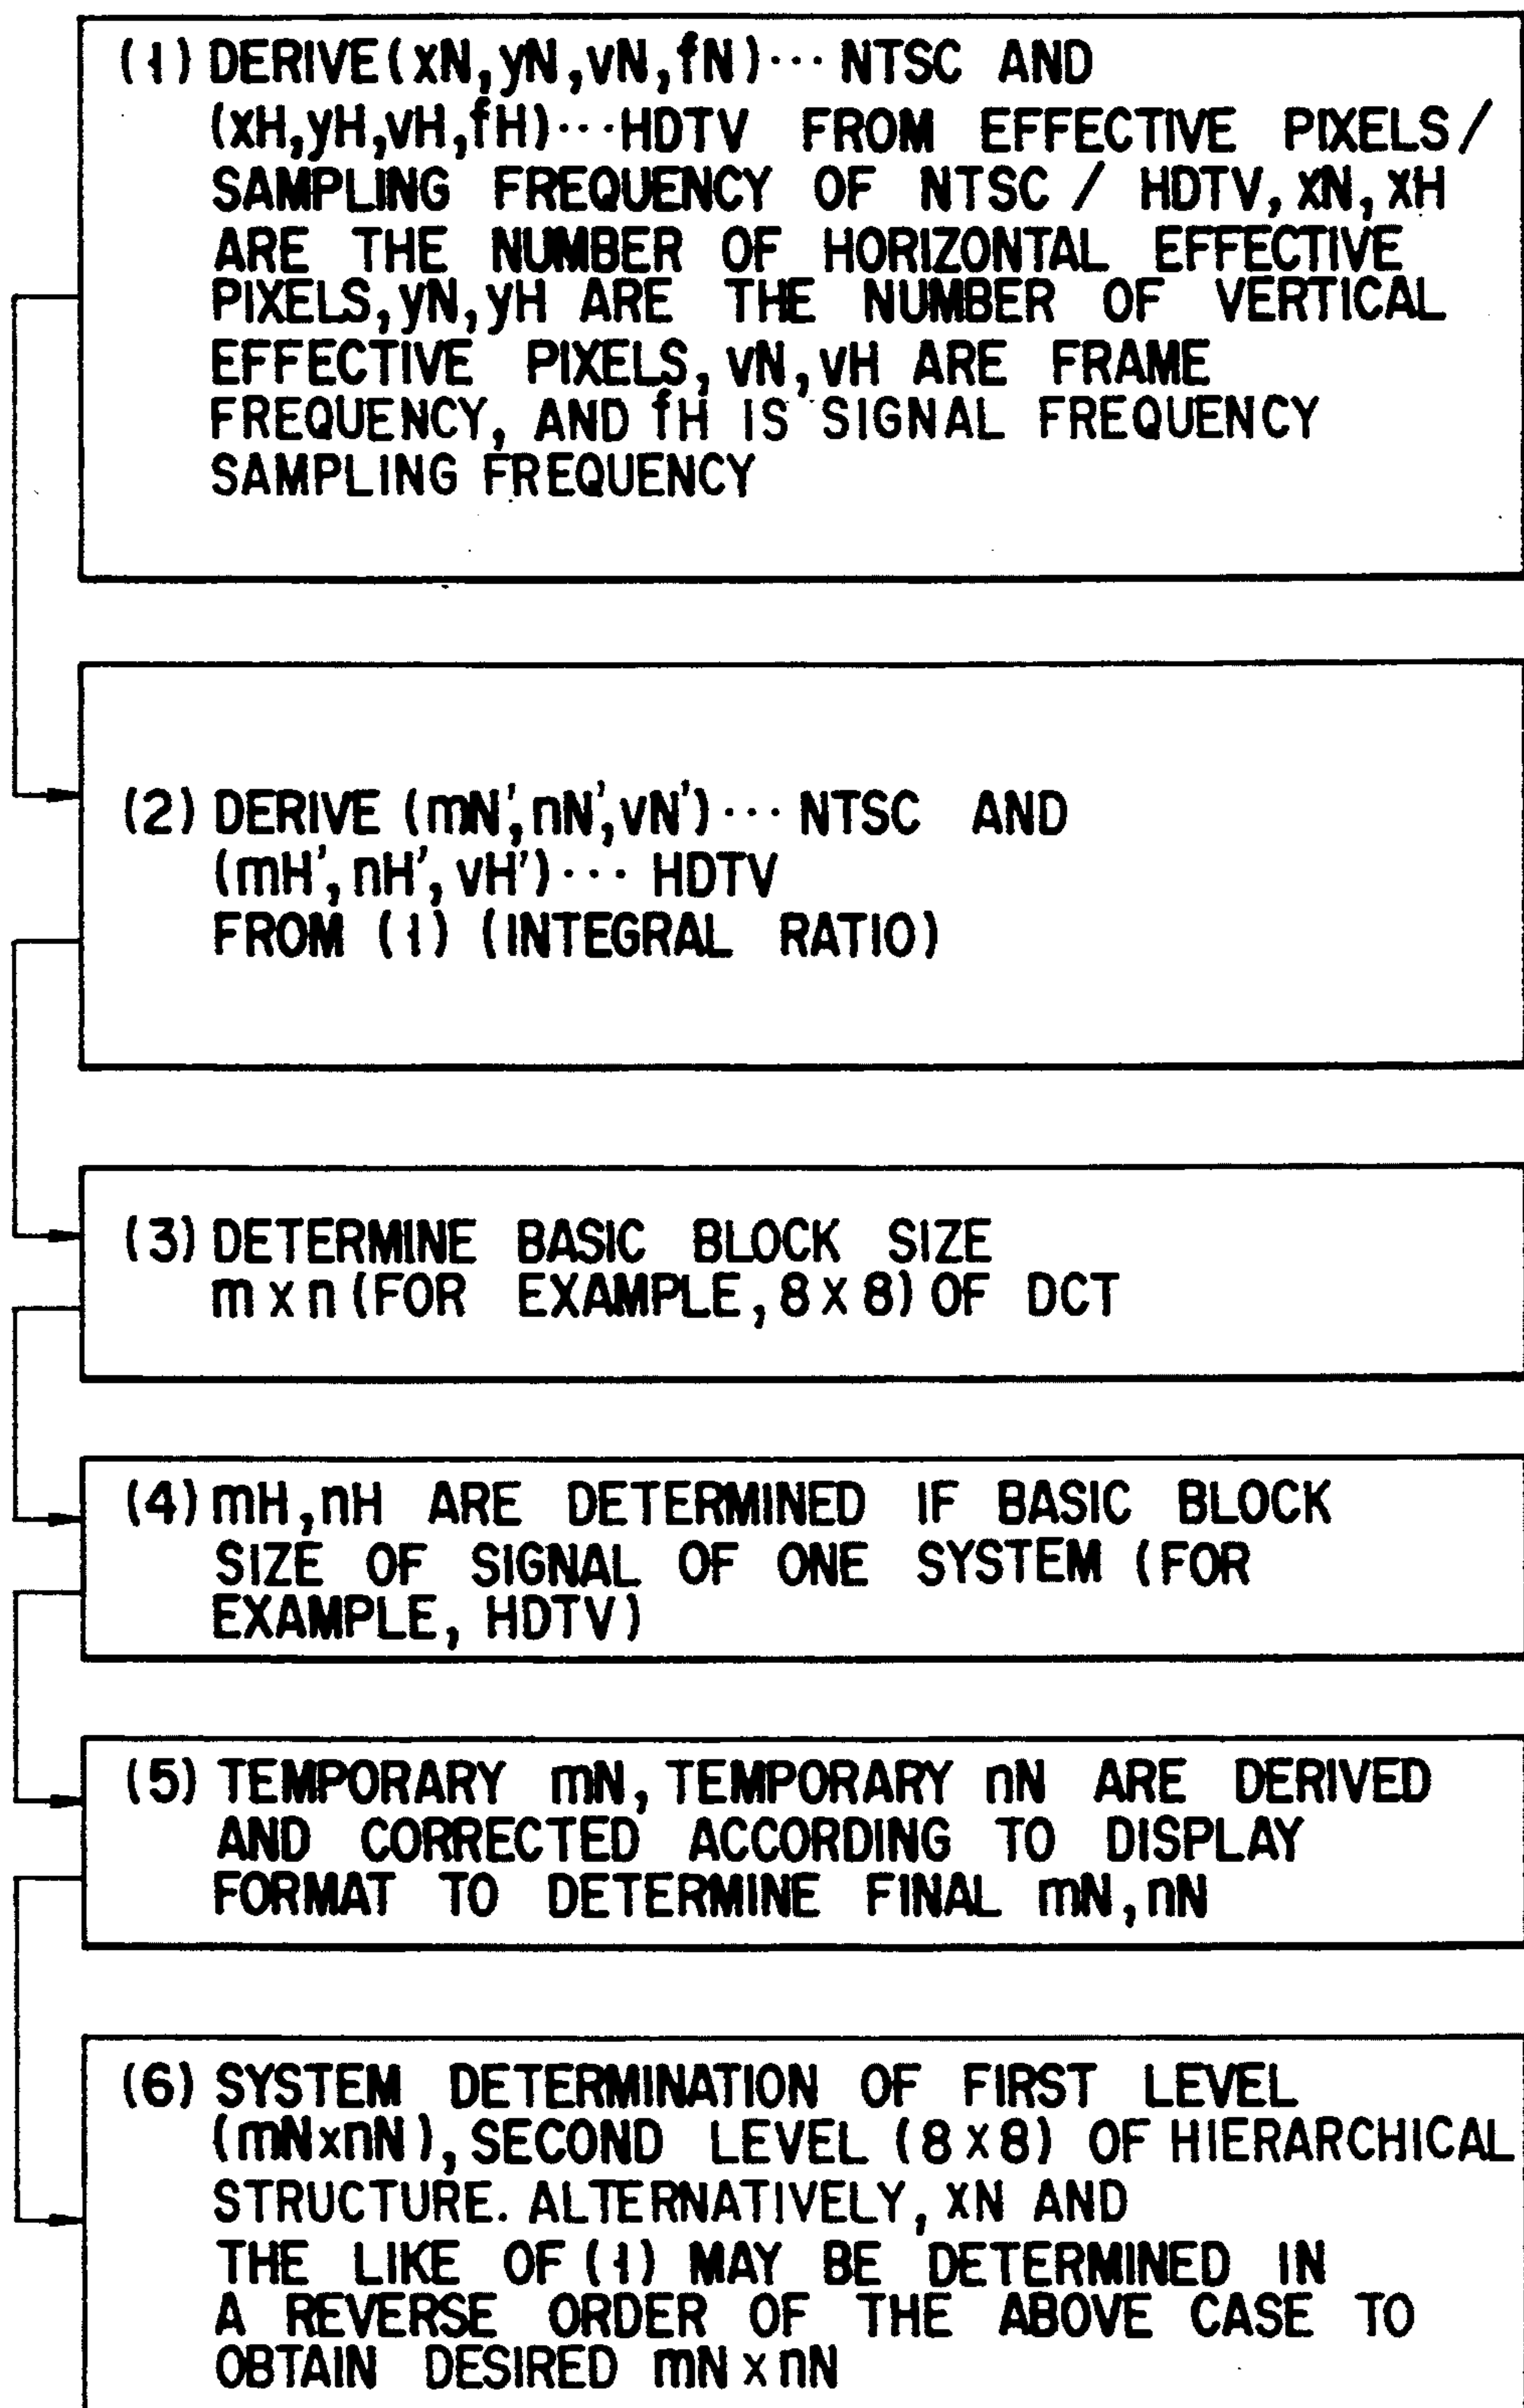 (1) DERIVE (xN, yN, vN, fN) ··· NTSC AND
(xH, yH, vH, fH) ··· HDTV FROM EFFECTIVE PIXELS /
SAMPLING FREQUENCY OF NTSC / HDTV, xN, xH
ARE THE NUMBER OF HORIZONTAL EFFECTIVE
PIXELS, yN, yH ARE THE NUMBER OF VERTICAL
EFFECTIVE PIXELS, vN, vH ARE FRAME
FREQUENCY, AND fH IS SIGNAL FREQUENCY
SAMPLING FREQUENCY
(2) DERIVE (mN', nN', vN') ··· NTSC AND
(mH', nH', vH') ··· HDTV
FROM (1) (INTEGRAL RATIO)
(3) DETERMINE BASIC BLOCK SIZE
m x n (FOR EXAMPLE, 8 x 8) OF DCT
(4) mH, nH ARE DETERMINED IF BASIC BLOCK
SIZE OF SIGNAL OF ONE SYSTEM (FOR
EXAMPLE, HDTV)
(5) TEMPORARY mN, TEMPORARY nN ARE DERIVED
AND CORRECTED ACCORDING TO DISPLAY
FORMAT TO DETERMINE FINAL mN, nN
(6) SYSTEM DETERMINATION OF FIRST LEVEL
(mN x nN), SECOND LEVEL (8 x 8) OF HIERARCHICAL
STRUCTURE. ALTERNATIVELY, xN AND
THE LIKE OF (1) MAY BE DETERMINED IN
A REVERSE ORDER OF THE ABOVE CASE TO
OBTAIN DESIRED mN x nN